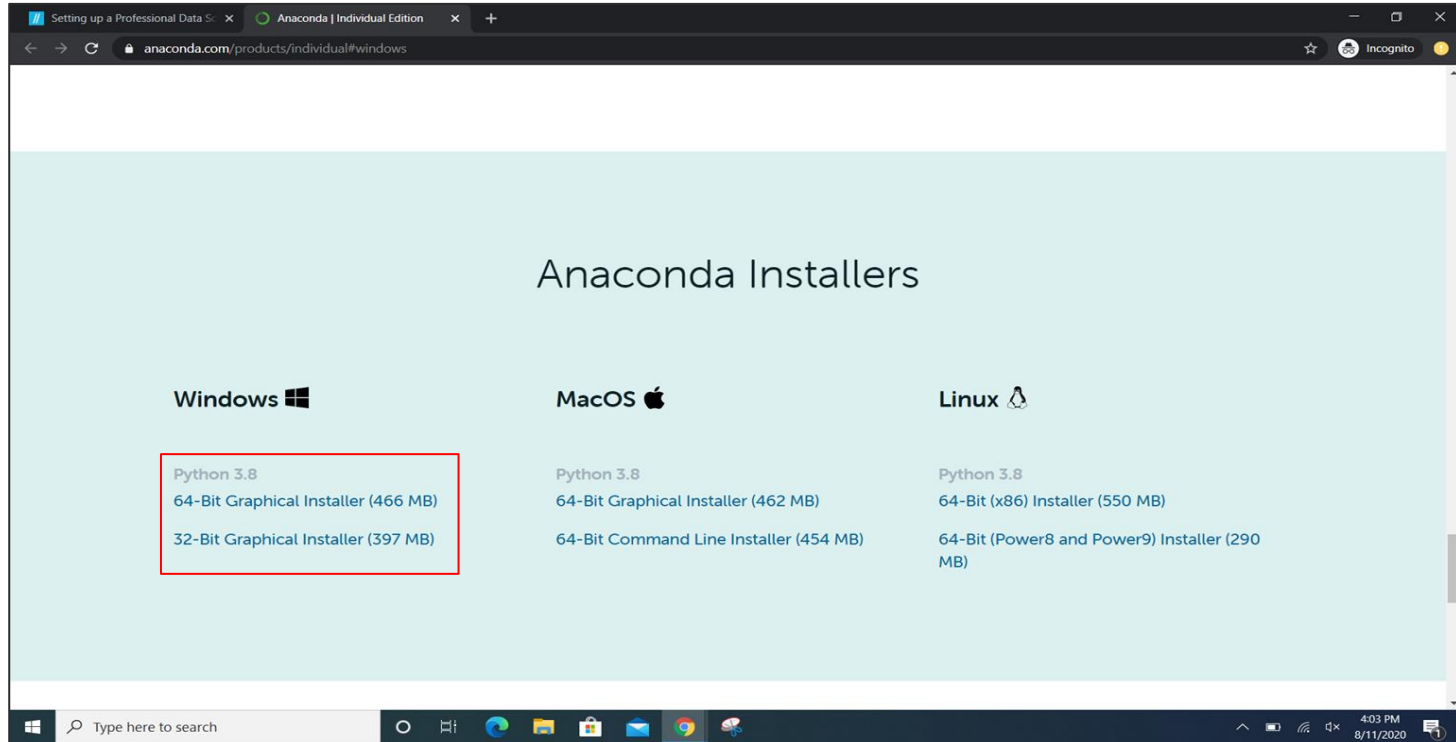 Setting up a Professional Data Sc
Anaconda | Individual Edition
anaconda.com/products/individual#windows
Incognito
Anaconda Installers
Windows
Python 3.8
64-Bit Graphical Installer (466 MB)
32-Bit Graphical Installer (397 MB)
MacOS
Python 3.8
64-Bit Graphical Installer (462 MB)
64-Bit Command Line Installer (454 MB)
Linux
Python 3.8
64-Bit (x86) Installer (550 MB)
64-Bit (Power8 and Power9) Installer (290
MB)
Type here to search
4:03 PM
8/11/2020
1